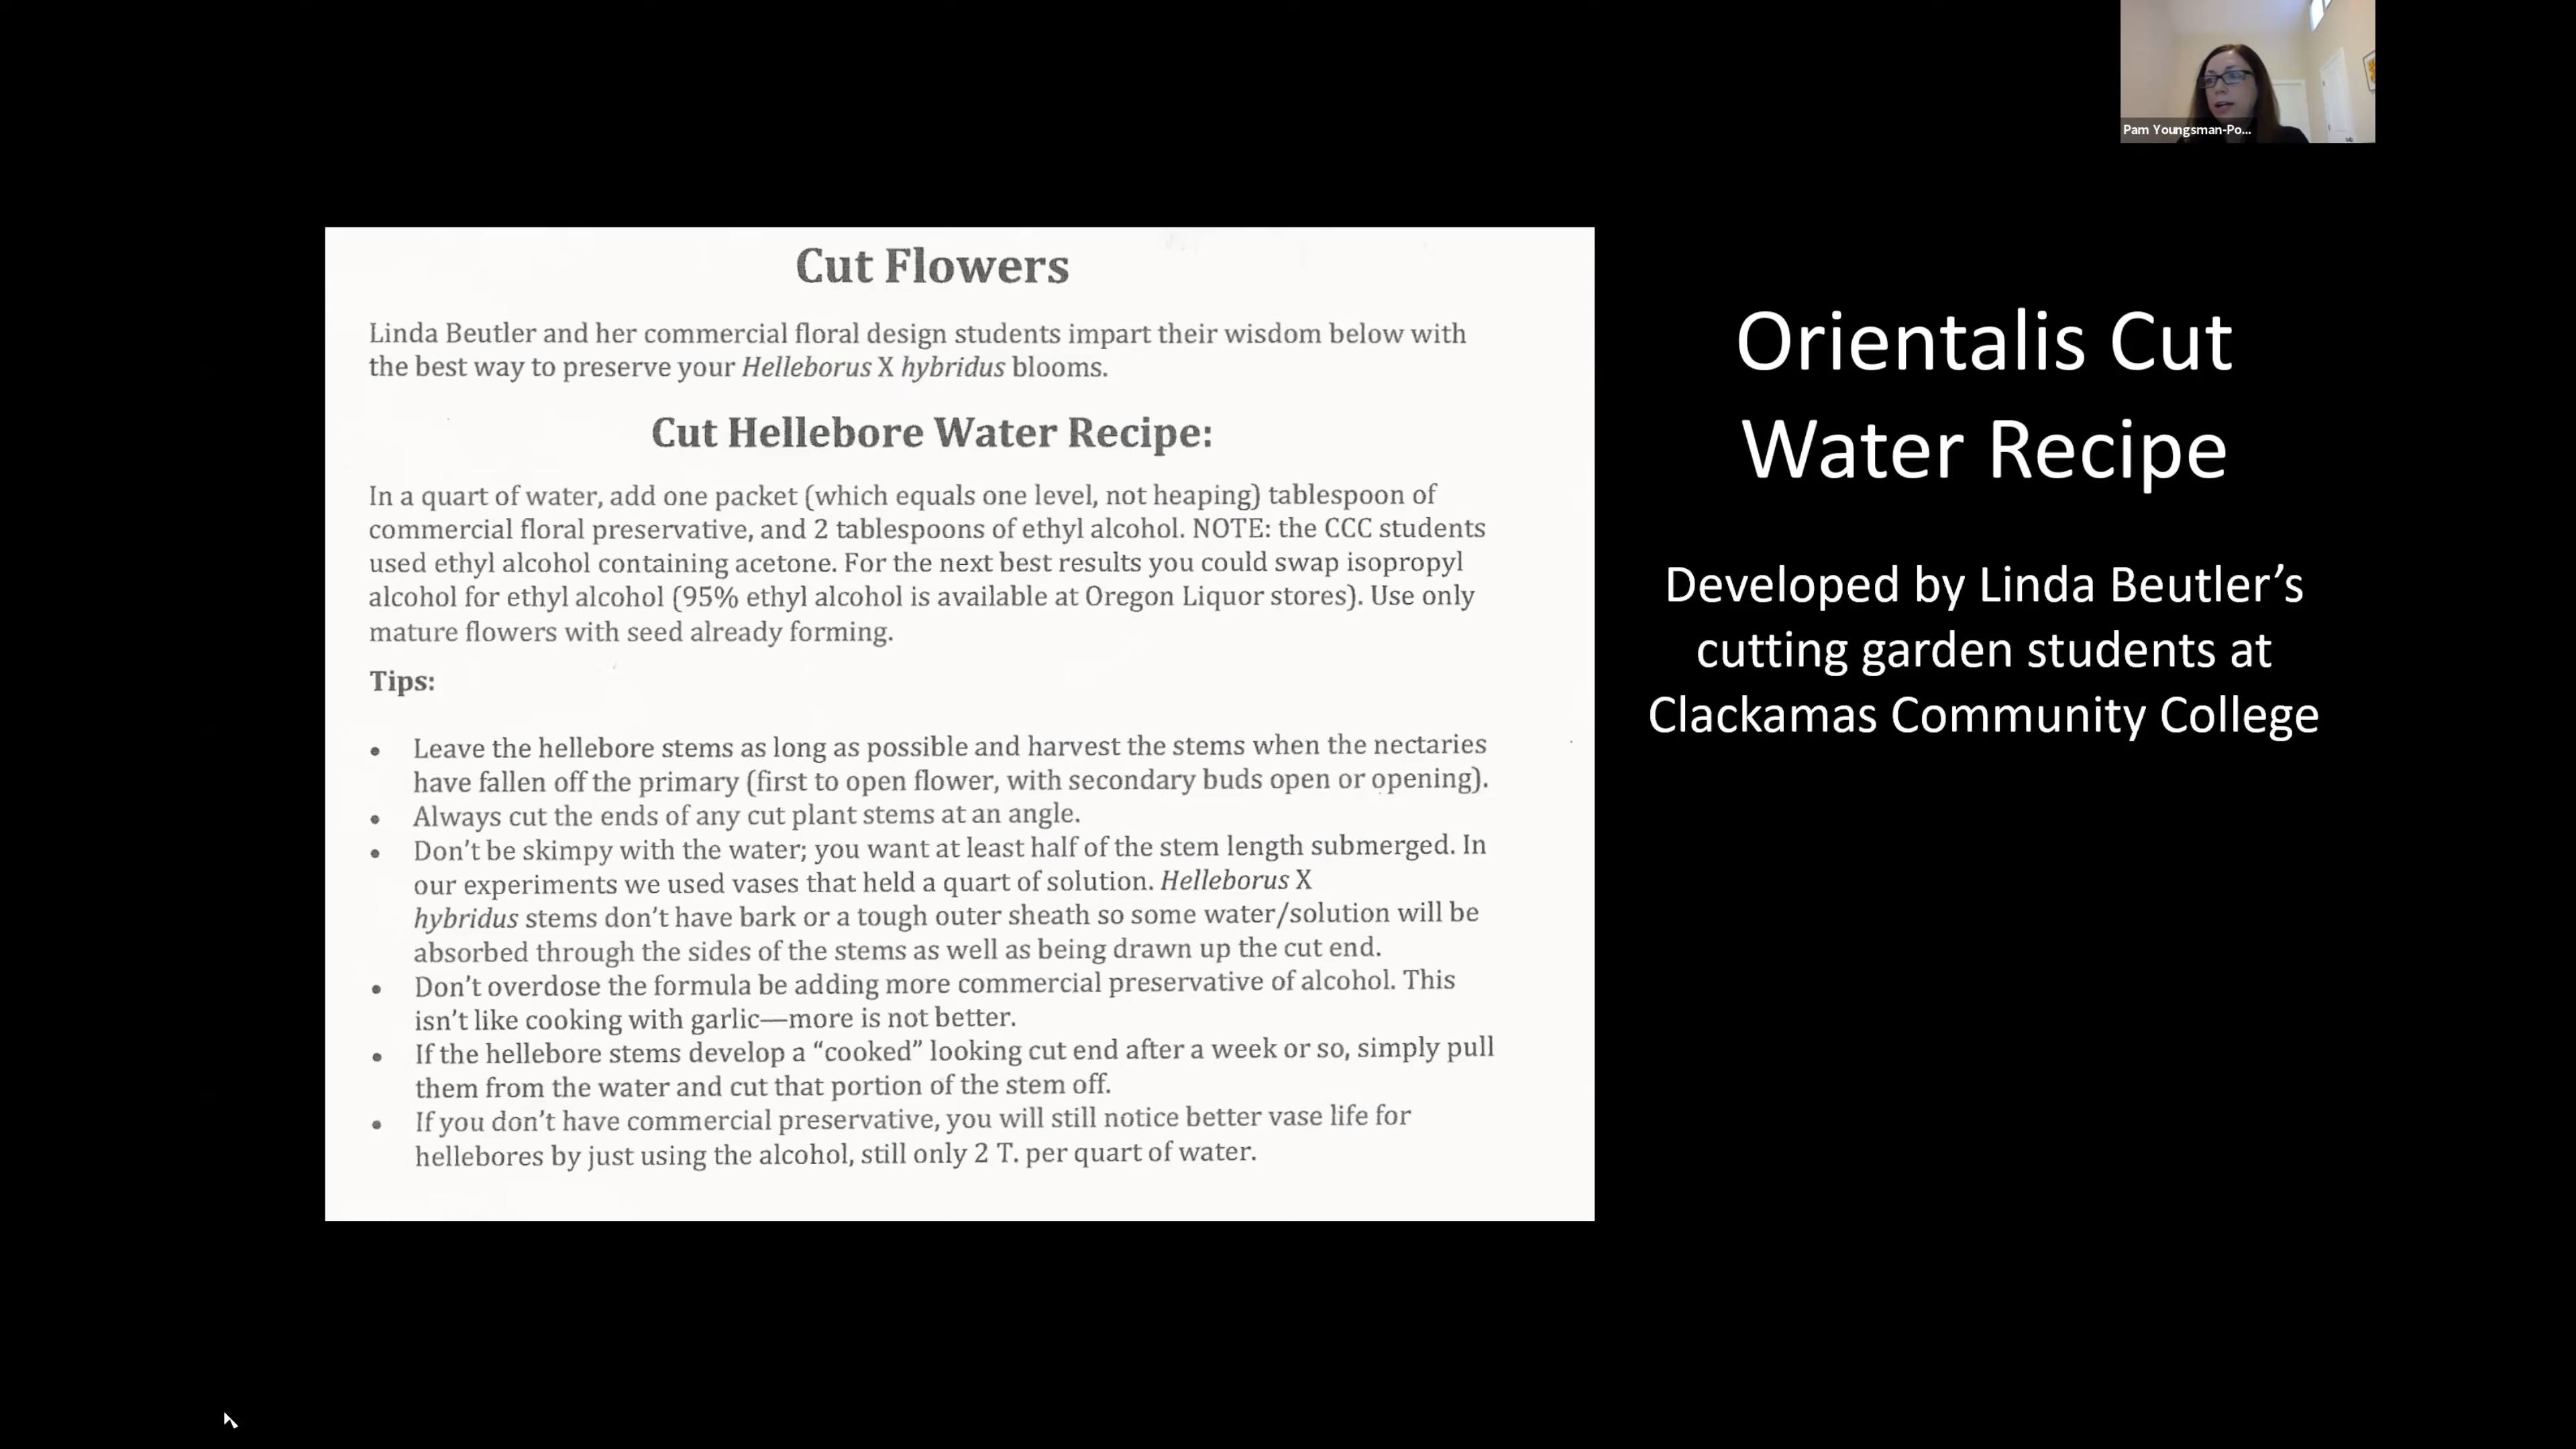 Pam Youngsman-Po...
Cut Flowers
Linda Beutler and her commercial floral design students impart their wisdom below with
the best way to preserve your Helleborus X hybridus blooms.
Cut Hellebore Water Recipe:
In a quart of water, add one packet (which equals one level, not heaping) tablespoon of
commercial floral preservative, and 2 tablespoons of ethyl alcohol. NOTE: the CCC students
used ethyl alcohol containing acetone. For the next best results you could swap isopropyl
alcohol for ethyl alcohol (95% ethyl alcohol is available at Oregon Liquor stores). Use only
mature flowers with seed already forming.
Tips:
• Leave the hellebore stems as long as possible and harvest the stems when the nectaries
have fallen off the primary (first to open flower, with secondary buds open or opening).
• Always cut the ends of any cut plant stems at an angle.
• Don't be skimpy with the water; you want at least half of the stem length submerged. In
our experiments we used vases that held a quart of solution. Helleborus X
hybridus stems don't have bark or a tough outer sheath so some water/solution will be
absorbed through the sides of the stems as well as being drawn up the cut end.
• Don't overdose the formula be adding more commercial preservative of alcohol. This
isn't like cooking with garlic—more is not better.
• If the hellebore stems develop a “cooked” looking cut end after a week or so, simply pull
them from the water and cut that portion of the stem off.
• If you don't have commercial preservative, you will still notice better vase life for
hellebores by just using the alcohol, still only 2 T. per quart of water.
Orientalis Cut
Water Recipe
Developed by Linda Beutler’s
cutting garden students at
Clackamas Community College